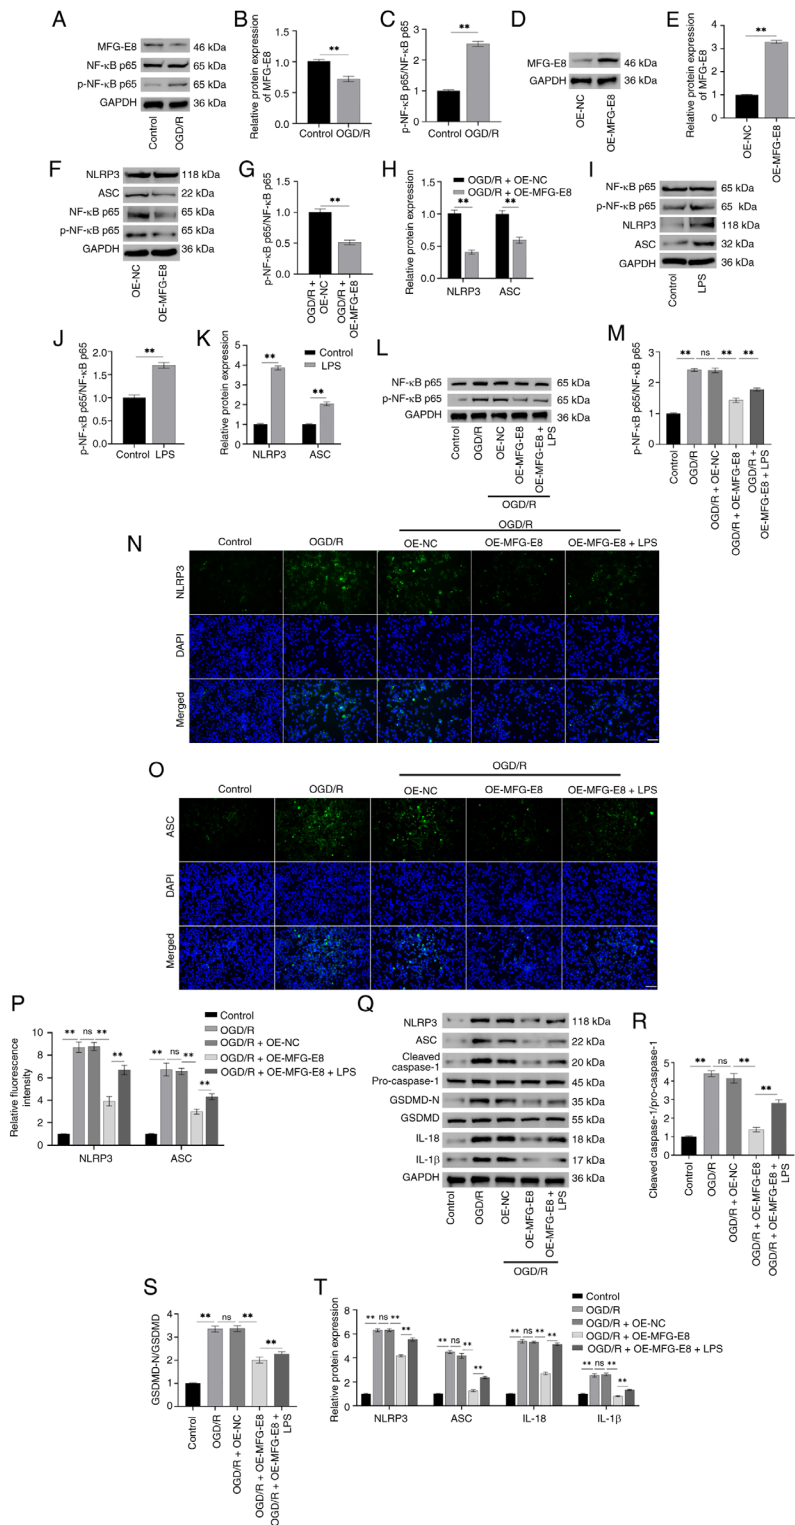 A
MFG-E8
46 kDa
NF-κB p65
65 kDa
p-NF-κB p65
65 kDa
GAPDH
36 kDa
Control
OGD/R
B
Relative protein expression
of MFG-E8
1.5
1.0
0.5
0.0
**
Control OGD/R
C
p-NF-κB p65/NF-κB p65
3
2
1
0
**
Control OGD/R
D
MFG-E8
46 kDa
GAPDH
36 kDa
OE-NC
OE-MFG-E8
E
Relative protein expression
of MFG-E8
4
3
2
1
0
**
OE-NC
OE-MFG-E8
F
NLRP3
118 kDa
ASC
22 kDa
NF-κB p65
65 kDa
p-NF-κB p65
65 kDa
GAPDH
36 kDa
OE-NC
OE-MFG-E8
G
p-NF-κB p65/NF-κB p65
1.5
1.0
0.5
0.0
**
OGD/R +
OE-NC
OGD/R +
OE-MFG-E8
H
OGD/R + OE-NC
OGD/R + OE-MFG-E8
Relative protein expression
1.5
1.0
0.5
0.0
**
**
NLRP3
ASC
I
NF-κB p65
65 kDa
p-NF-κB p65
65 kDa
NLRP3
118 kDa
ASC
32 kDa
GAPDH
36 kDa
Control
LPS
J
p-NF-κB p65/NF-κB p65
2.0
1.5
1.0
0.5
0.0
**
Control LPS
K
Control
LPS
Relative protein expression
5
4
3
2
1
0
**
**
NLRP3
ASC
L
NF-κB p65
65 kDa
p-NF-κB p65
65 kDa
GAPDH
36 kDa
Control
OGD/R
OE-NC
OE-MFG-E8
OE-MFG-E8 +
LPS
OGD/R
M
p-NF-κB p65/NF-κB p65
3
2
1
0
** ns ** **
Control
OGD/R
OGD/R + OE-NC
OGD/R + OE-MFG-E8
OGD/R +
OE-MFG-E8 + LPS
N
OGD/R
Control
OGD/R
OE-NC
OE-MFG-E8
OE-MFG-E8 + LPS
NLRP3
DAPI
Merged
O
OGD/R
Control
OGD/R
OE-NC
OE-MFG-E8
OE-MFG-E8 + LPS
ASC
DAPI
Merged
P
Control
OGD/R
OGD/R + OE-NC
OGD/R + OE-MFG-E8
OGD/R + OE-MFG-E8 + LPS
Relative fluorescence
intensity
10
8
6
4
2
0
** ns **
**
** ns **
**
NLRP3
ASC
Q
NLRP3
118 kDa
ASC
22 kDa
Cleaved
caspase-1
20 kDa
Pro-caspase-1
45 kDa
GSDMD-N
35 kDa
GSDMD
55 kDa
IL-18
18 kDa
IL-1β
17 kDa
GAPDH
36 kDa
Control
OGD/R
OE-NC
OE-MFG-E8
OE-MFG-E8 +
LPS
OGD/R
R
Cleaved caspase-1/pro-caspase-1
5
4
3
2
1
0
** ns **
**
Control
OGD/R
OGD/R + OE-NC
OGD/R + OE-MFG-E8
OGD/R + OE-MFG-E8 +
LPS
S
GSDMD-N/GSDMD
4
3
2
1
0
** ns **
**
Control
OGD/R
OGD/R + OE-NC
OGD/R + OE-MFG-E8
OGD/R + OE-MFG-E8 +
LPS
T
Control
OGD/R
OGD/R + OE-NC
OGD/R + OE-MFG-E8
OGD/R + OE-MFG-E8 + LPS
Relative protein expression
8
6
4
2
0
** ns **
**
** ns **
**
** ns **
**
** ns **
**
NLRP3
ASC
IL-18
IL-1β